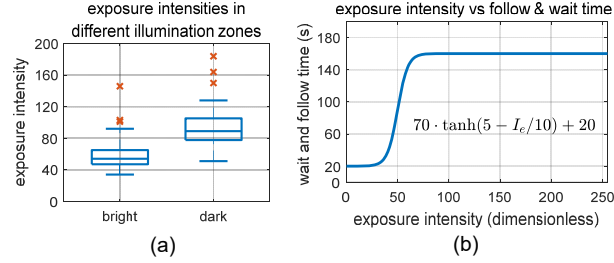 exposure intensities in
different illumination zones
exposure intensity
200
160
120
80
40
0
bright
dark
(a)
exposure intensity vs follow & wait time
wait and follow time (s)
180
140
100
60
20
0
50
100
150
200
250
70 · tanh(5 − I_e/10) + 20
exposure intensity (dimensionless)
(b)